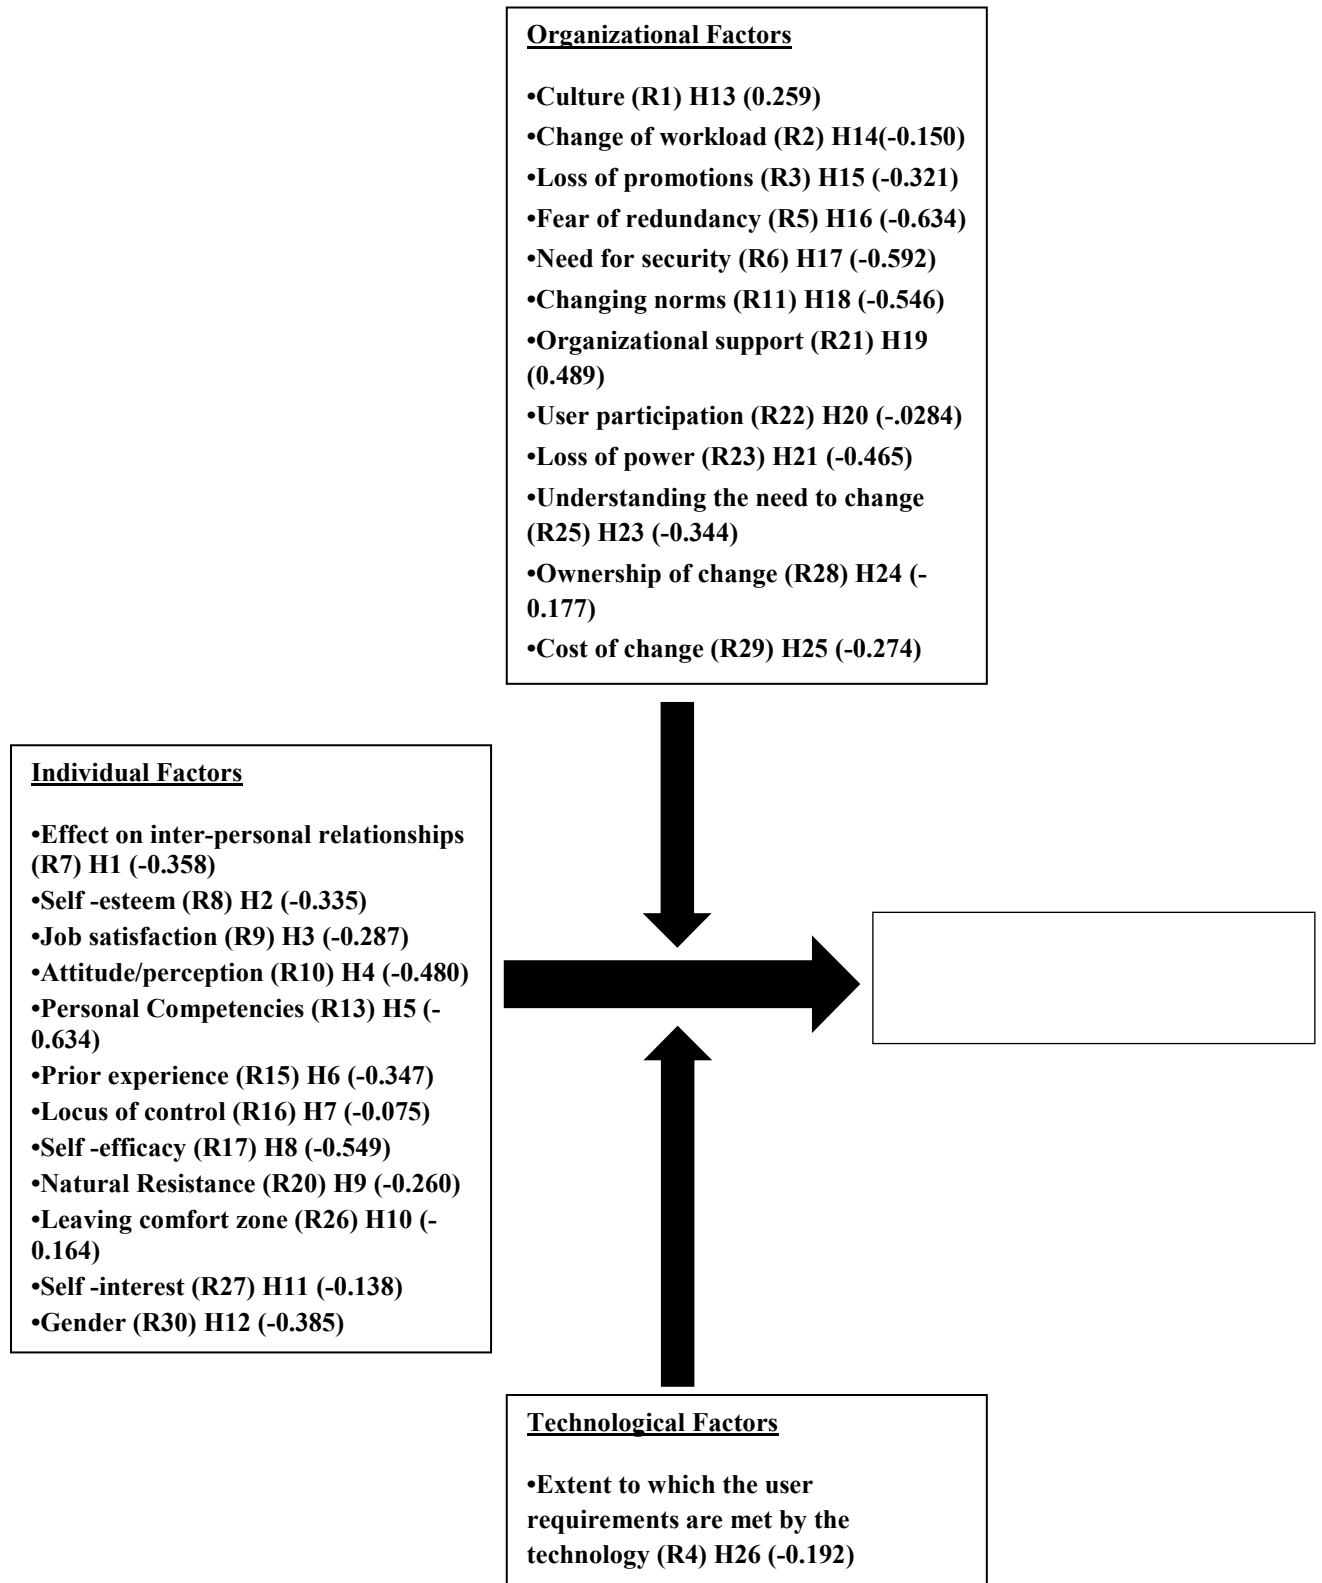 Organizational Factors
•Culture (R1) H13 (0.259)
•Change of workload (R2) H14(-0.150)
•Loss of promotions (R3) H15 (-0.321)
•Fear of redundancy (R5) H16 (-0.634)
•Need for security (R6) H17 (-0.592)
•Changing norms (R11) H18 (-0.546)
•Organizational support (R21) H19
(0.489)
•User participation (R22) H20 (-.0284)
•Loss of power (R23) H21 (-0.465)
•Understanding the need to change
(R25) H23 (-0.344)
•Ownership of change (R28) H24 (-
0.177)
•Cost of change (R29) H25 (-0.274)
Individual Factors
•Effect on inter-personal relationships
(R7) H1 (-0.358)
•Self -esteem (R8) H2 (-0.335)
•Job satisfaction (R9) H3 (-0.287)
•Attitude/perception (R10) H4 (-0.480)
•Personal Competencies (R13) H5 (-
0.634)
•Prior experience (R15) H6 (-0.347)
•Locus of control (R16) H7 (-0.075)
•Self -efficacy (R17) H8 (-0.549)
•Natural Resistance (R20) H9 (-0.260)
•Leaving comfort zone (R26) H10 (-
0.164)
•Self -interest (R27) H11 (-0.138)
•Gender (R30) H12 (-0.385)
Technological Factors
•Extent to which the user
requirements are met by the
technology (R4) H26 (-0.192)